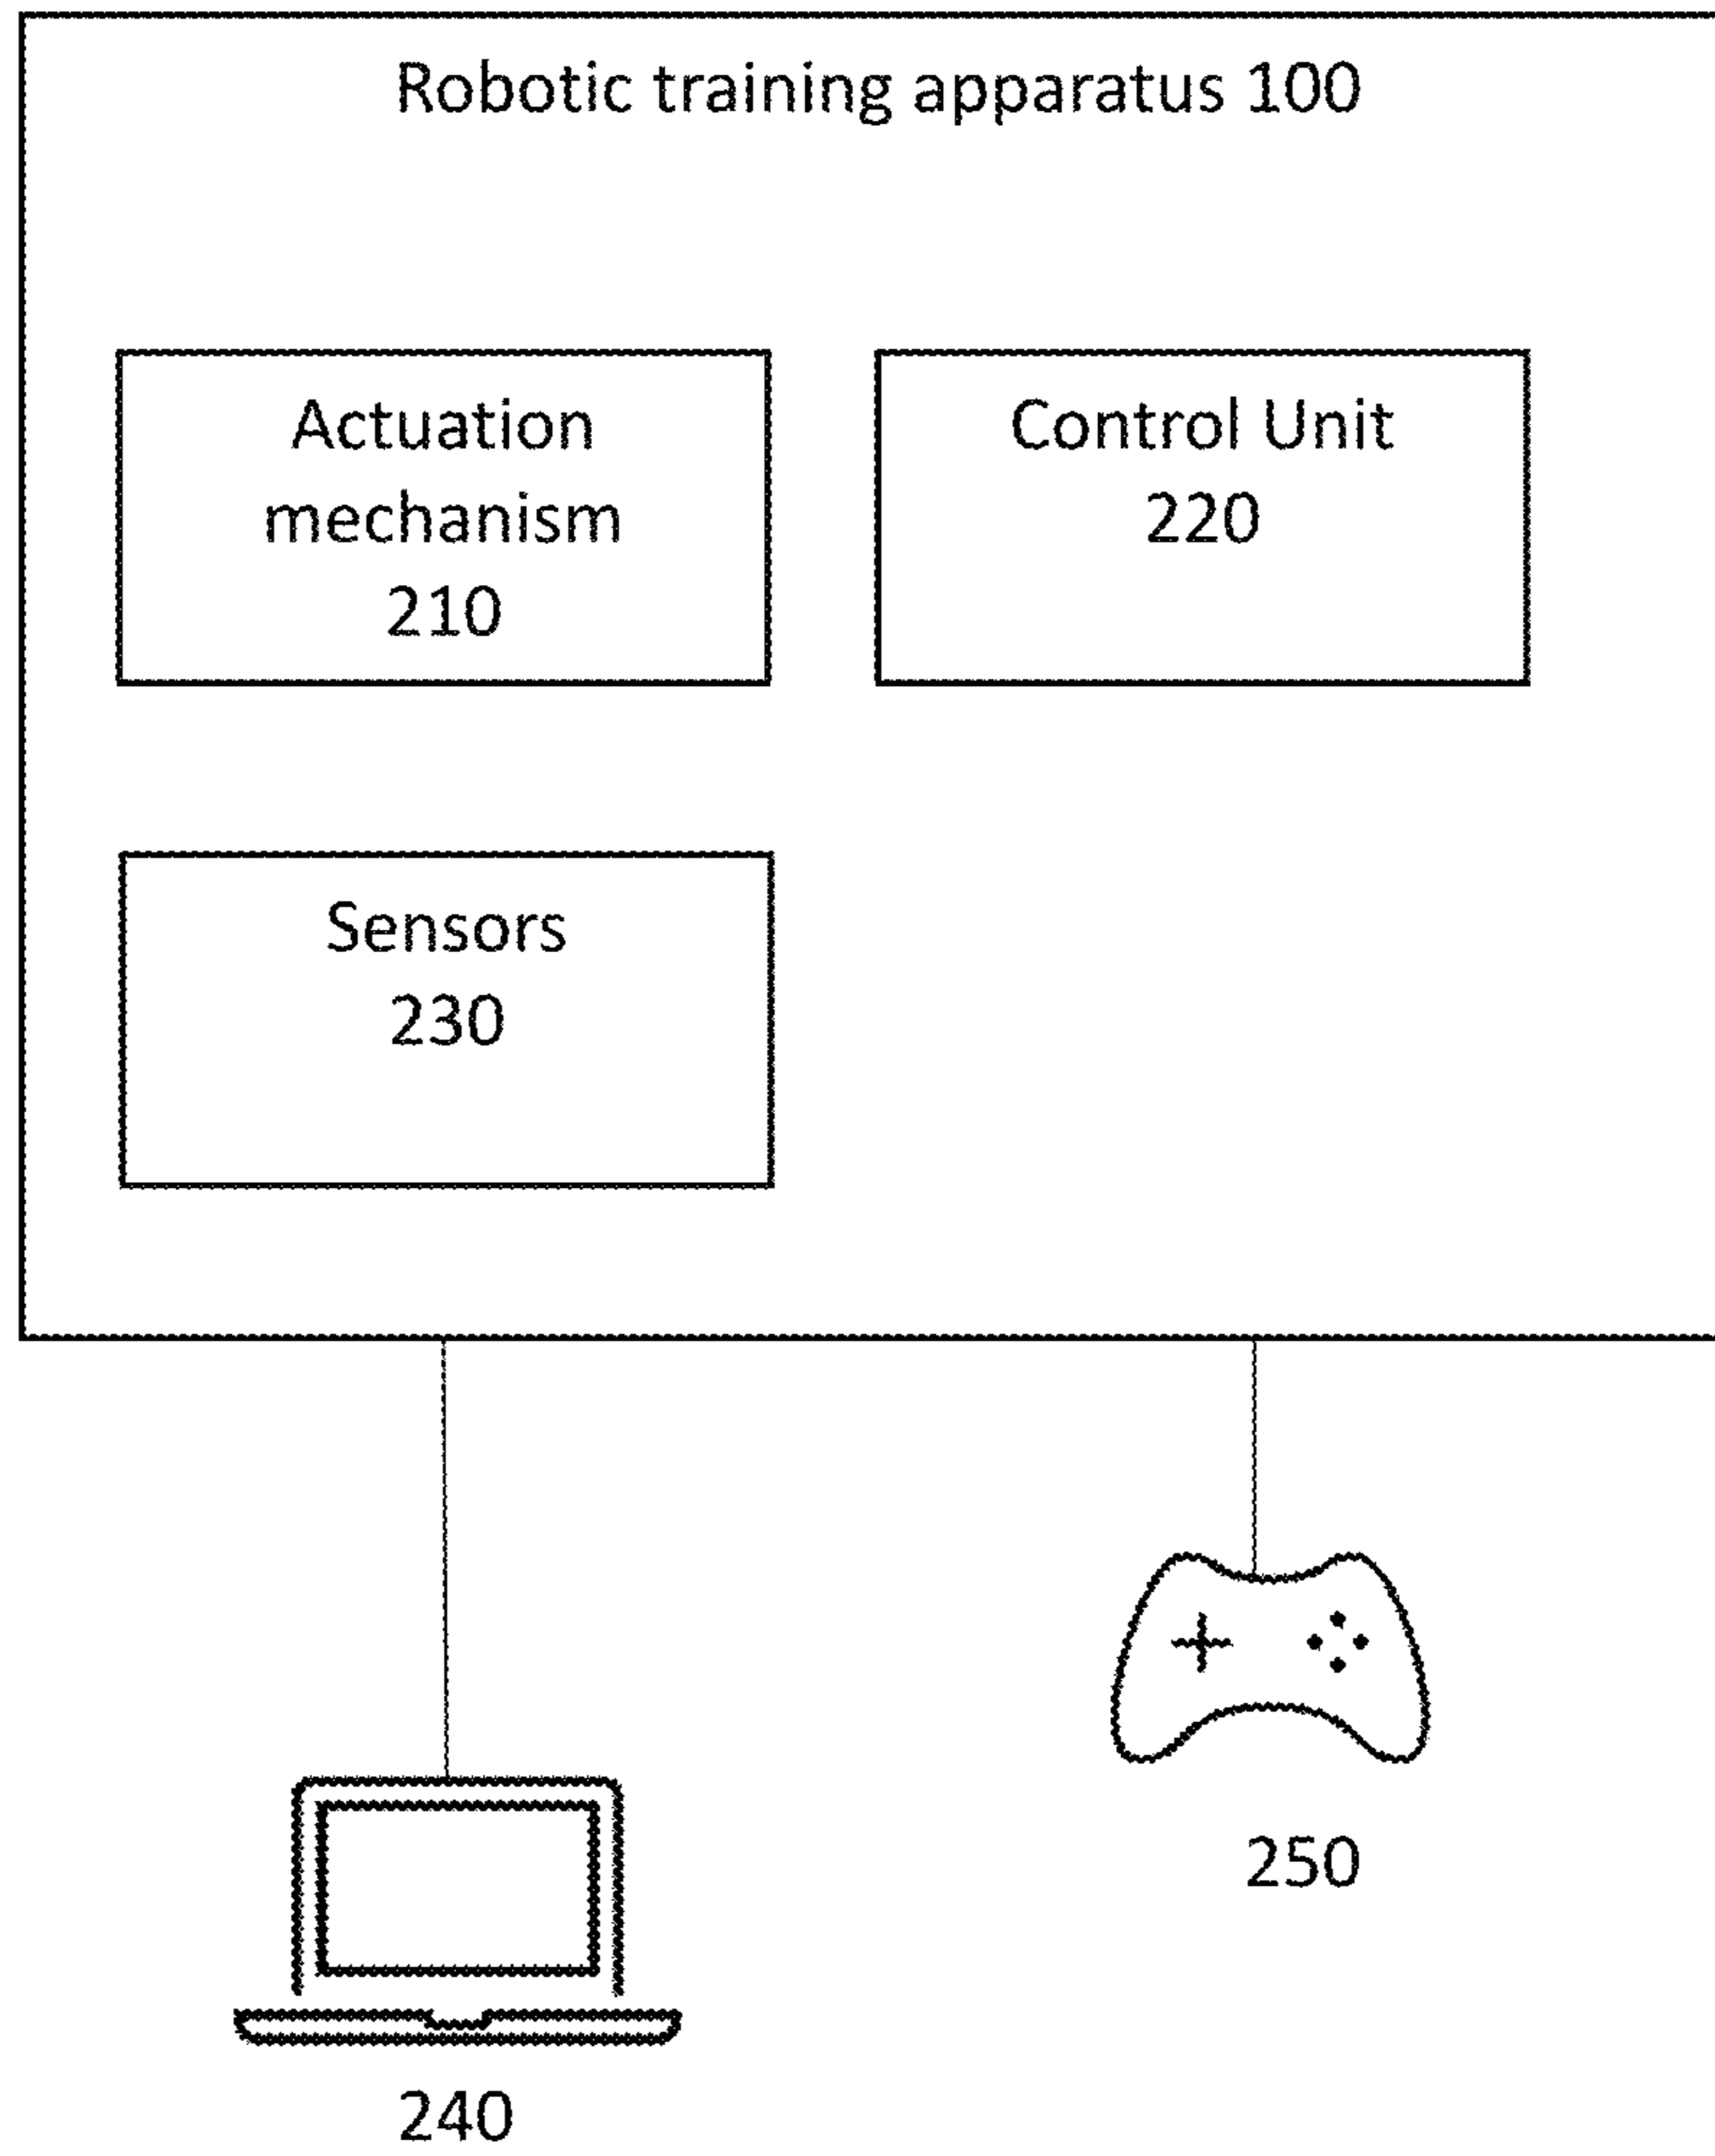 Robotic training apparatus 100
Actuation
mechanism
210
Control Unit
220
Sensors
230
250
240